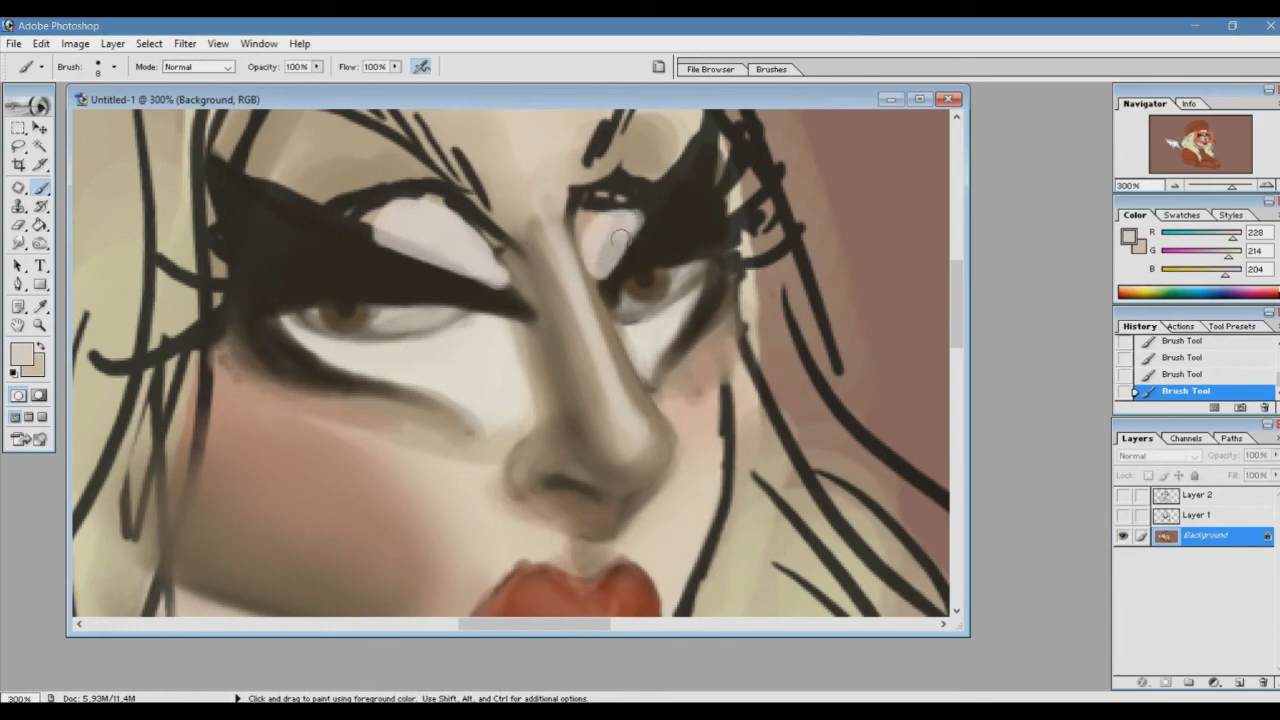 Adobe Photoshop
File Edit Image Layer Select Filter View Window Help
Brush: 8 Mode: Normal Opacity: 100% Flow: 100% File Browser Brushes
Untitled-1 @ 300% (Background, RGB)
Navigator Info
300%
Color Swatches Styles
R 228
G 214
B 204
History Actions Tool Presets
Brush Tool
Brush Tool
Brush Tool
Brush Tool
Layers Channels Paths
Normal Opacity: 100%
Lock: Fill: 100%
Layer 2
Layer 1
Background
300% Doc: 5.93M/11.4M Click and drag to paint using foreground color. Use Shift, Alt, and Ctrl for additional options.